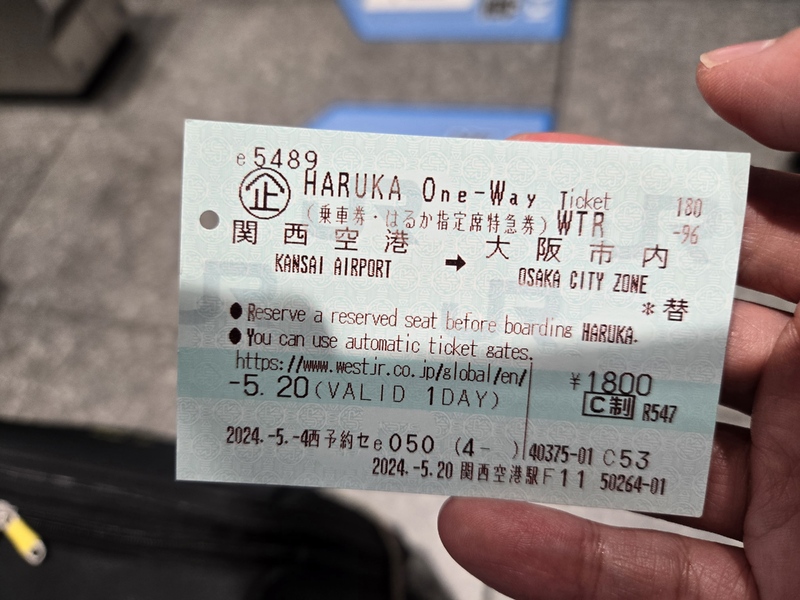 e5489
企 HARUKA One-Way Ticket 180
(乗車券・はるか指定席特急券) WTR -96
関西空港 → 大阪市内
KANSAI AIRPORT OSAKA CITY ZONE
*替
●Reserve a reserved seat before boarding HARUKA.
●You can use automatic ticket gates.
https://www.westjr.co.jp/global/en/
-5.20(VALID 1DAY) ¥1800
C制 R547
2024.-5.-4西予約セe050 (4- ) 40375-01 C53
2024.-5.20 関西空港駅F11 50264-01